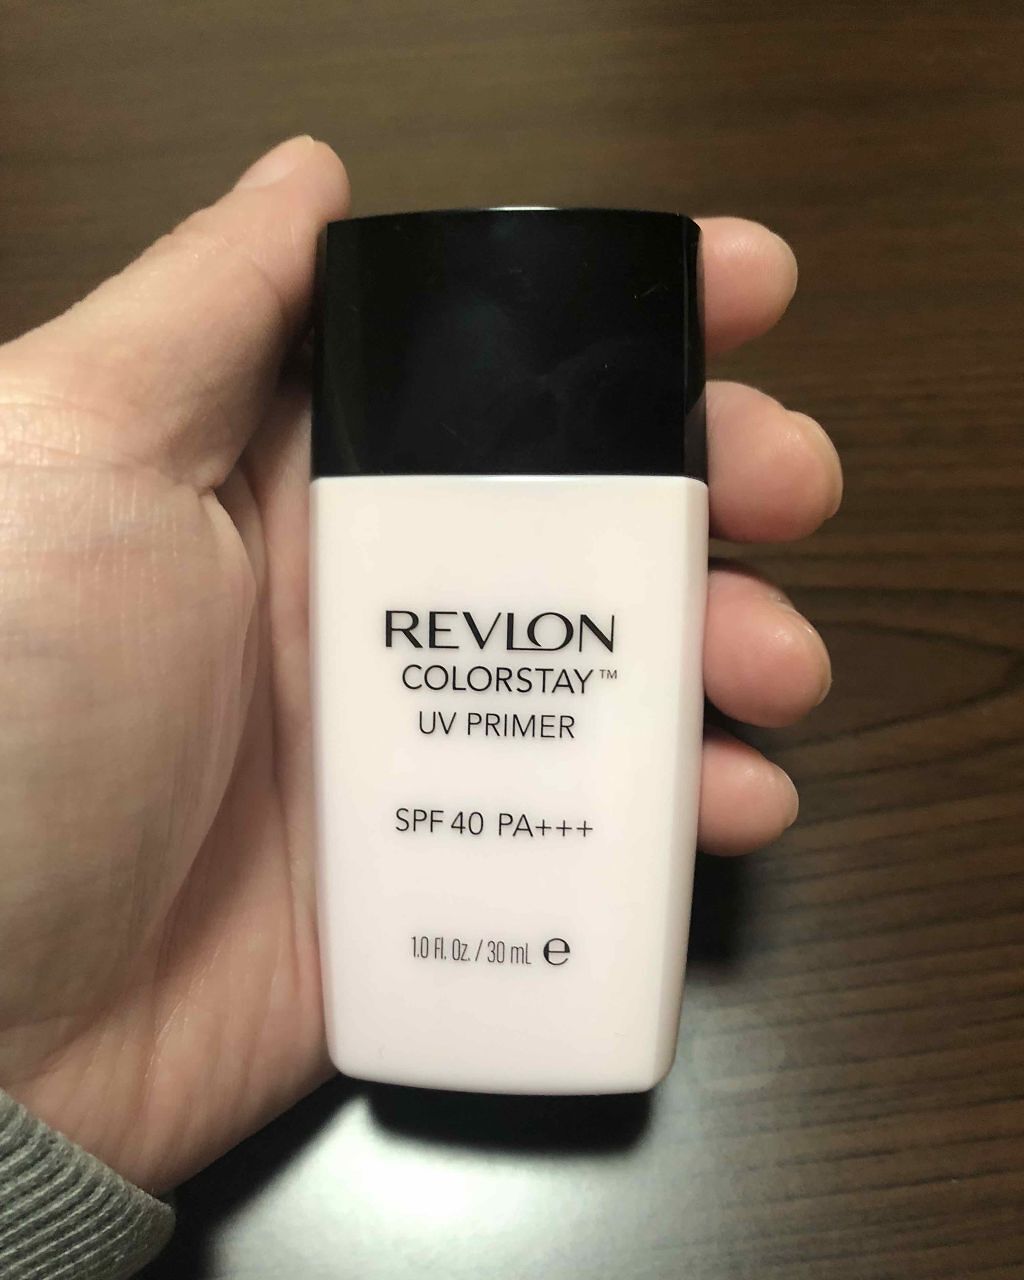 REVLON
COLORSTAY™
UV PRIMER
SPF 40 PA+++
1.0 Fl. Oz. / 30 mL ℮